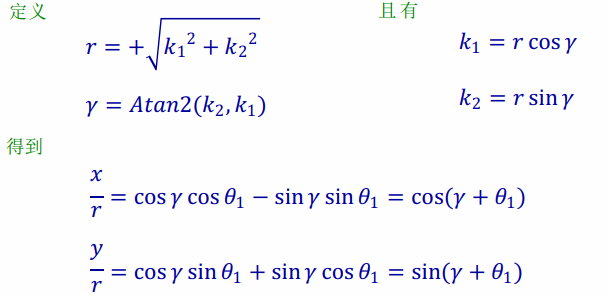 定义
r = +√(k₁² + k₂²)
γ = Atan2(k₂, k₁)
且有
k₁ = r cos γ
k₂ = r sin γ
得到
x/r = cos γ cos θ₁ − sin γ sin θ₁ = cos(γ + θ₁)
y/r = cos γ sin θ₁ + sin γ cos θ₁ = sin(γ + θ₁)